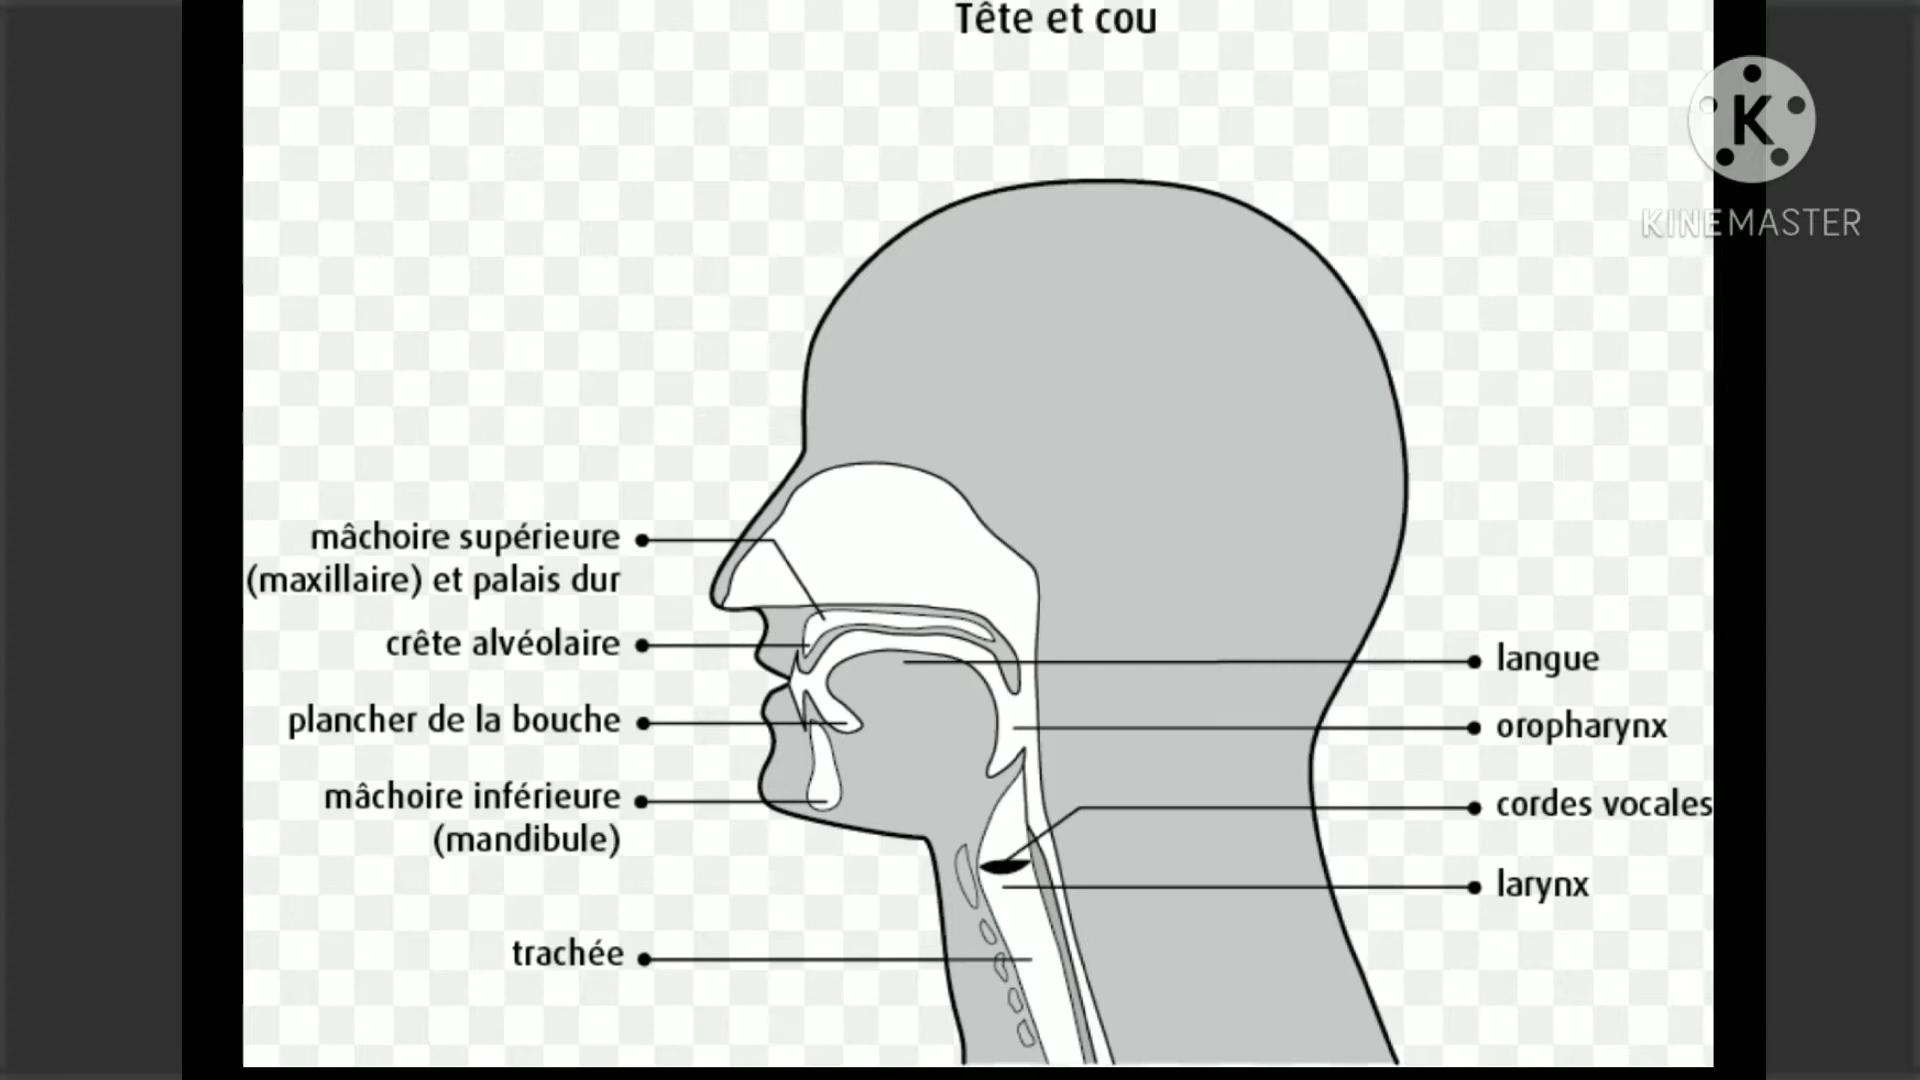 Tête et cou
K
KINEMASTER
mâchoire supérieure
(maxillaire) et palais dur
crête alvéolaire
plancher de la bouche
mâchoire inférieure
(mandibule)
trachée
langue
oropharynx
cordes vocales
larynx